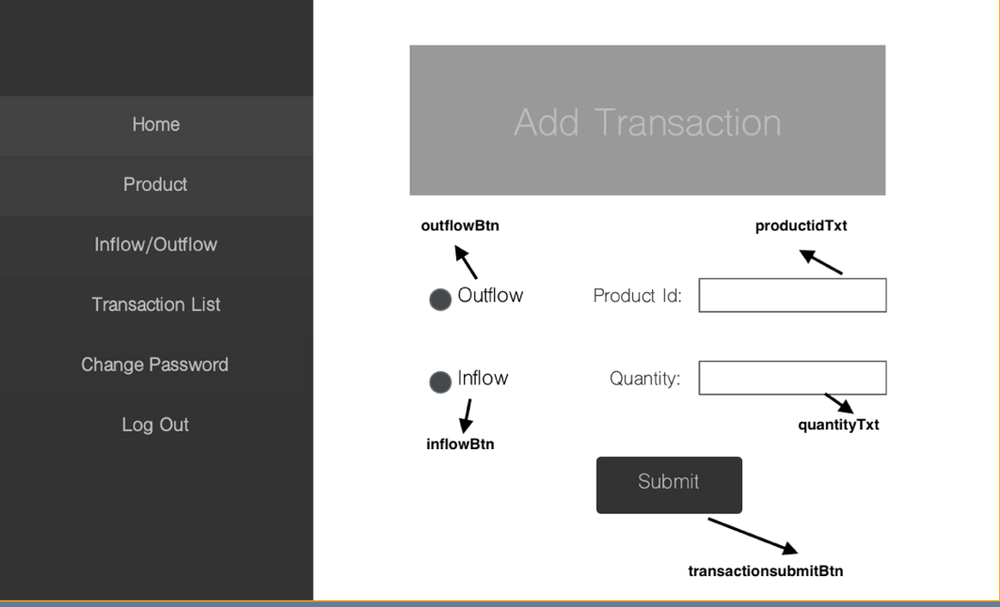 Home
Product
Inflow/Outflow
Transaction List
Change Password
Log Out
Add Transaction
outflowBtn
productidTxt
Outflow
Product Id:
Inflow
Quantity:
inflowBtn
quantityTxt
Submit
transactionsubmitBtn